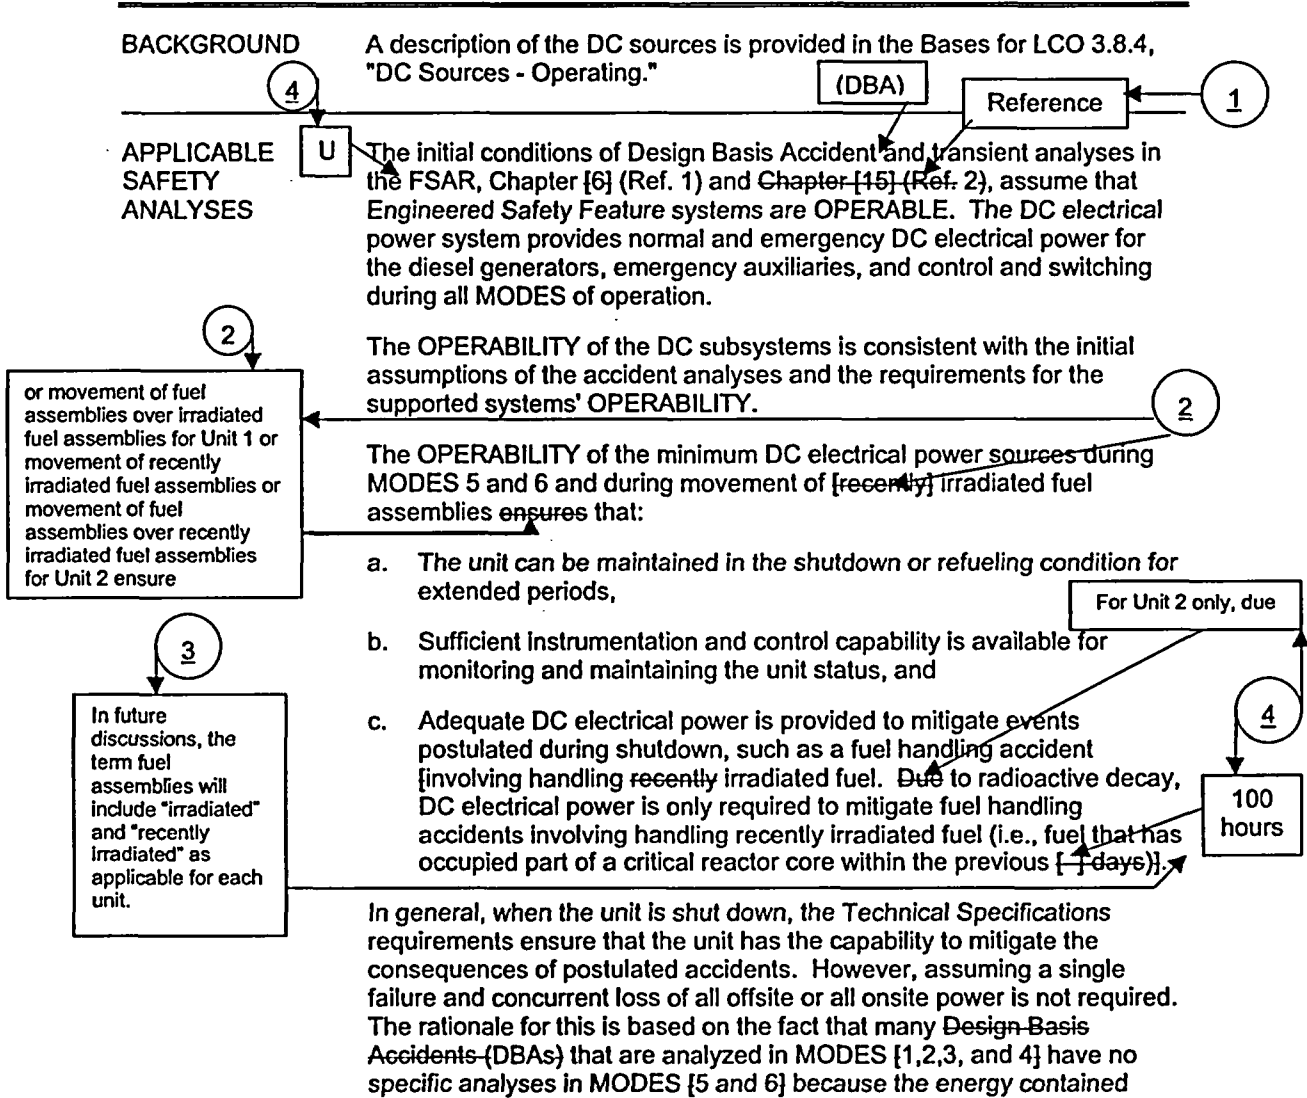 BACKGROUND
A description of the DC sources is provided in the Bases for LCO 3.8.4,
"DC Sources - Operating."
4
(DBA)
Reference
1
APPLICABLE
SAFETY
ANALYSES
U
The initial conditions of Design Basis Accident and transient analyses in
the FSAR, Chapter [6] (Ref. 1) and Chapter [15] (Ref. 2), assume that
Engineered Safety Feature systems are OPERABLE. The DC electrical
power system provides normal and emergency DC electrical power for
the diesel generators, emergency auxiliaries, and control and switching
during all MODES of operation.
2
The OPERABILITY of the DC subsystems is consistent with the initial
assumptions of the accident analyses and the requirements for the
supported systems' OPERABILITY.
2
or movement of fuel
assemblies over irradiated
fuel assemblies for Unit 1 or
movement of recently
irradiated fuel assemblies or
movement of fuel
assemblies over recently
irradiated fuel assemblies
for Unit 2 ensure
The OPERABILITY of the minimum DC electrical power sources during
MODES 5 and 6 and during movement of [recently] irradiated fuel
assemblies ensures that:
a. The unit can be maintained in the shutdown or refueling condition for
extended periods,
For Unit 2 only, due
3
b. Sufficient instrumentation and control capability is available for
monitoring and maintaining the unit status, and
4
In future
discussions, the
term fuel
assemblies will
include "irradiated"
and "recently
irradiated" as
applicable for each
unit.
c. Adequate DC electrical power is provided to mitigate events
postulated during shutdown, such as a fuel handling accident
[involving handling recently irradiated fuel. Due to radioactive decay,
DC electrical power is only required to mitigate fuel handling
accidents involving handling recently irradiated fuel (i.e., fuel that has
occupied part of a critical reactor core within the previous [ ] days)].
100
hours
In general, when the unit is shut down, the Technical Specifications
requirements ensure that the unit has the capability to mitigate the
consequences of postulated accidents. However, assuming a single
failure and concurrent loss of all offsite or all onsite power is not required.
The rationale for this is based on the fact that many Design Basis
Accidents (DBAs) that are analyzed in MODES [1,2,3, and 4] have no
specific analyses in MODES [5 and 6] because the energy contained